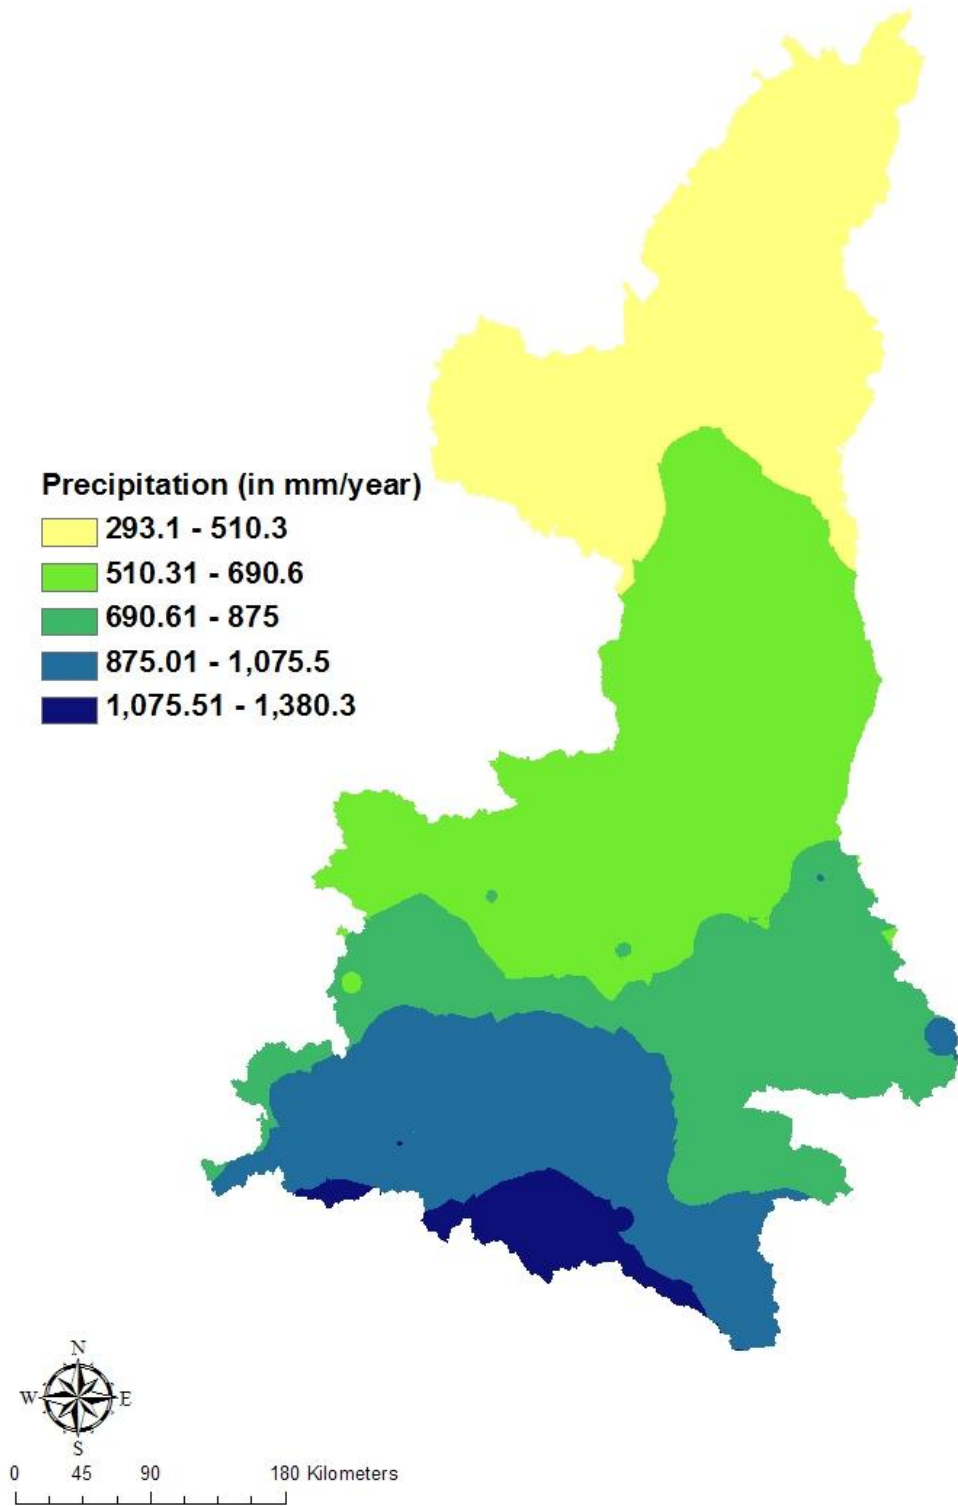 Precipitation (in mm/year)
293.1 - 510.3
510.31 - 690.6
690.61 - 875
875.01 - 1,075.5
1,075.51 - 1,380.3
N
W E
S
0 45 90 180 Kilometers